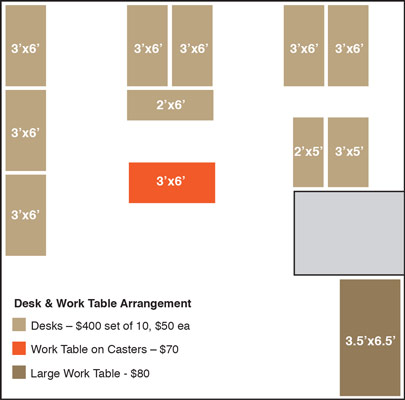 3’x6’ 3’x6’ 3’x6’ 3’x6’ 3’x6’
3’x6’ 2’x6’
2’x5’ 3’x5’
3’x6’ 3’x6’
3.5’x6.5’
Desk & Work Table Arrangement
Desks – $400 set of 10, $50 ea
Work Table on Casters – $70
Large Work Table - $80